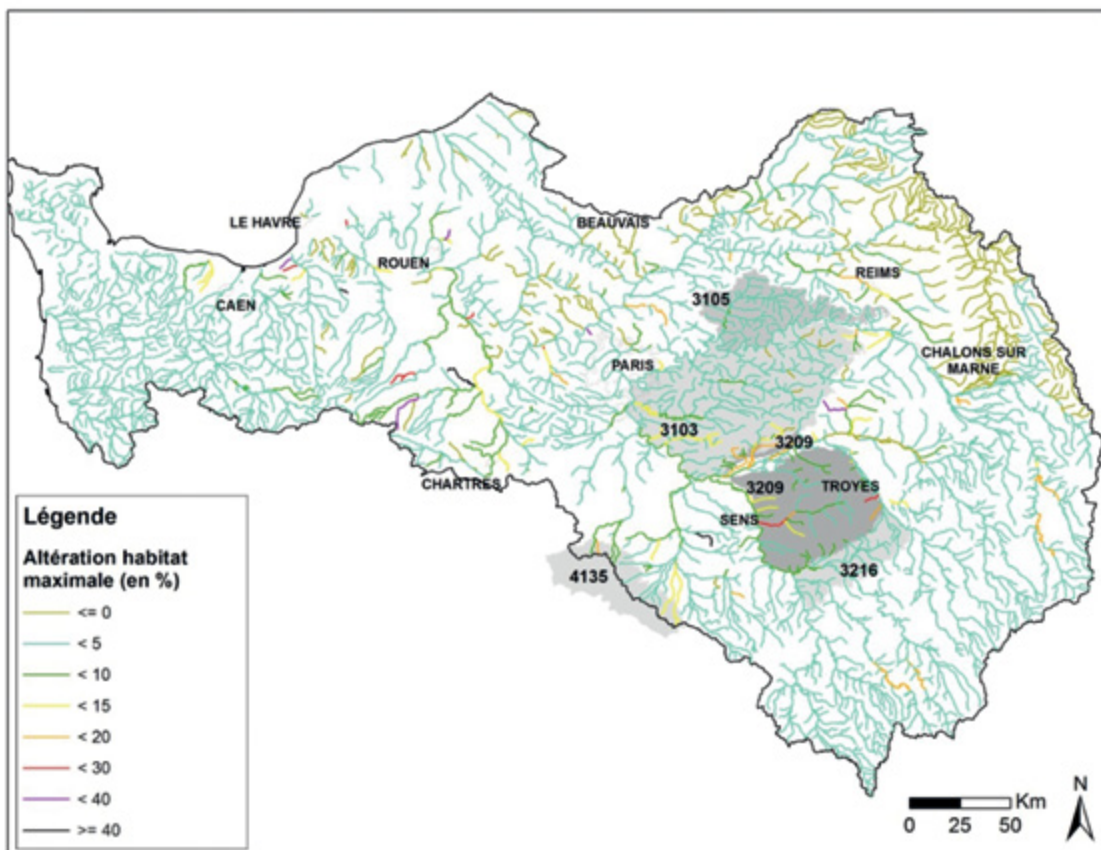 LE HAVRE
BEAUVAIS
ROUEN
REIMS
CAEN
3105
PARIS
CHALONS SUR
MARNE
3103
3209
CHARTRES
3209
TROYES
SENS
4135
3216
Légende
Altération habitat
maximale (en %)
<= 0
< 5
< 10
< 15
< 20
< 30
< 40
>= 40
N
Km
0 25 50